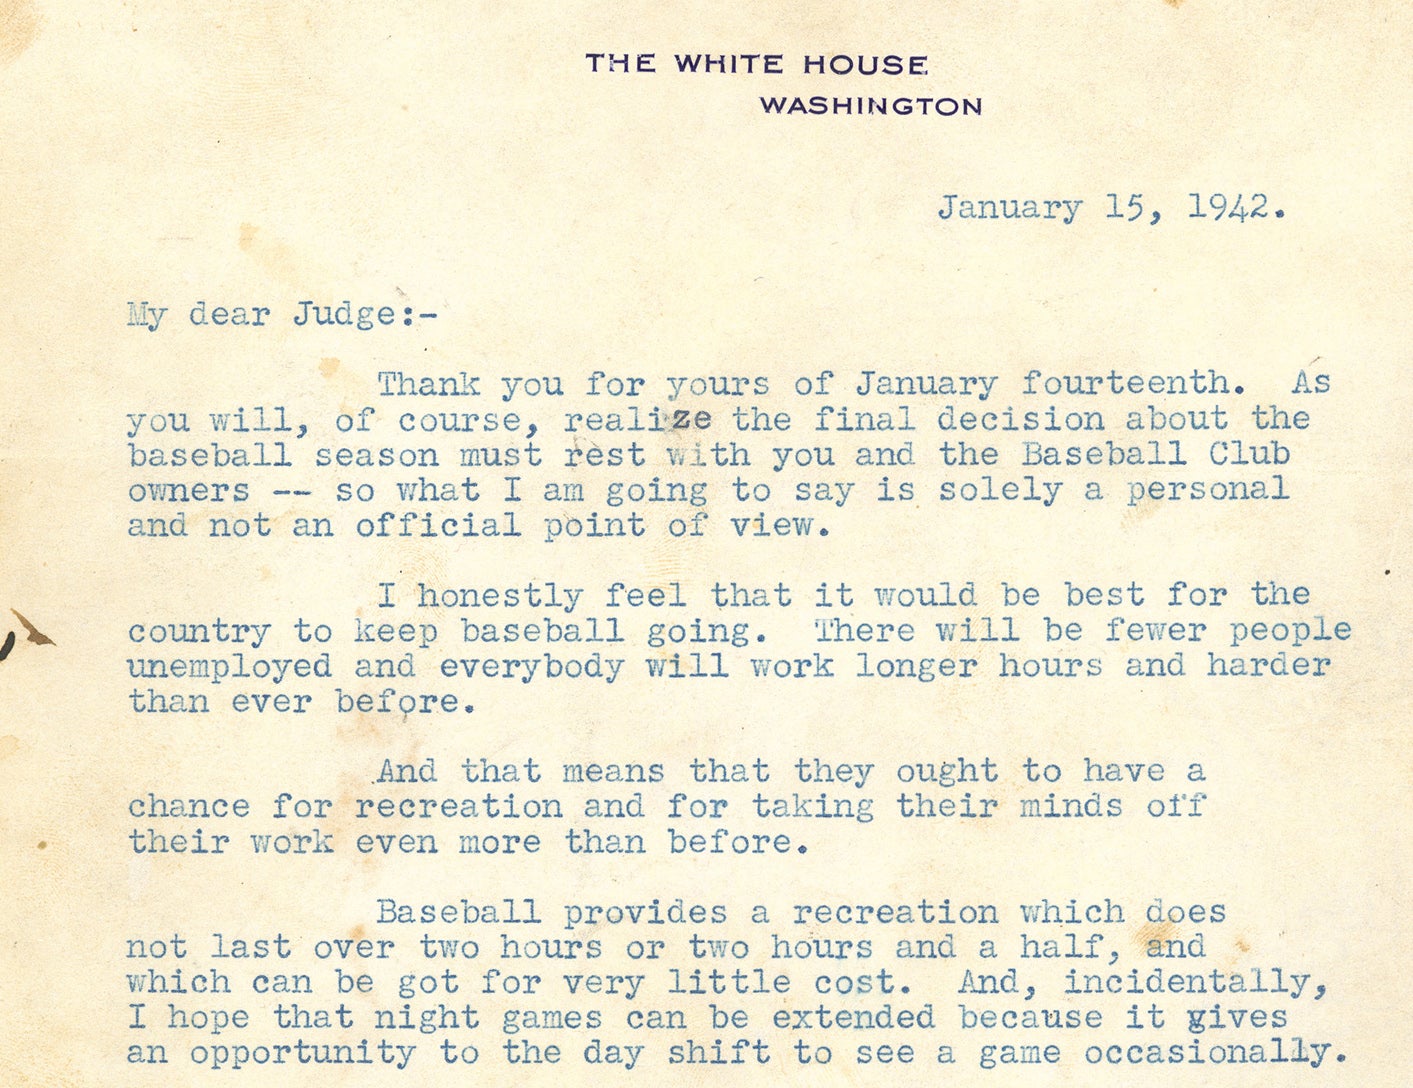 THE WHITE HOUSE
WASHINGTON
January 15, 1942.
My dear Judge:-
Thank you for yours of January fourteenth. As
you will, of course, realize the final decision about the
baseball season must rest with you and the Baseball Club
owners -- so what I am going to say is solely a personal
and not an official point of view.
I honestly feel that it would be best for the
country to keep baseball going. There will be fewer people
unemployed and everybody will work longer hours and harder
than ever before.
And that means that they ought to have a
chance for recreation and for taking their minds off
their work even more than before.
Baseball provides a recreation which does
not last over two hours or two hours and a half, and
which can be got for very little cost. And, incidentally,
I hope that night games can be extended because it gives
an opportunity to the day shift to see a game occasionally.